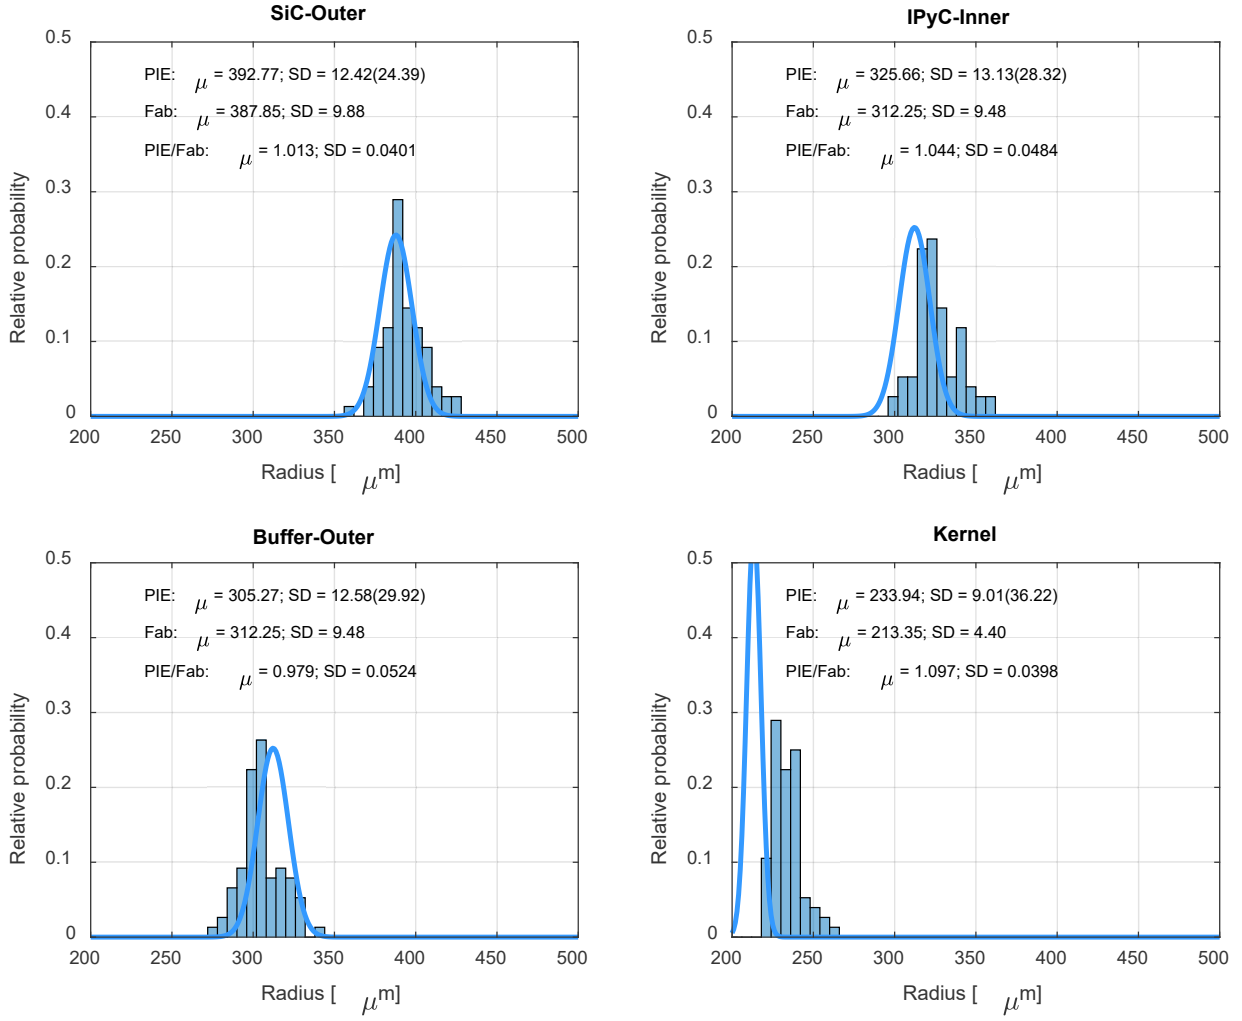 SiC-Outer
0.5
0.4
0.3
0.2
0.1
0
Relative probability
PIE: μ = 392.77; SD = 12.42(24.39)
Fab: μ = 387.85; SD = 9.88
PIE/Fab: μ = 1.013; SD = 0.0401
200 250 300 350 400 450 500
Radius [ μm]
IPyC-Inner
0.5
0.4
0.3
0.2
0.1
0
Relative probability
PIE: μ = 325.66; SD = 13.13(28.32)
Fab: μ = 312.25; SD = 9.48
PIE/Fab: μ = 1.044; SD = 0.0484
200 250 300 350 400 450 500
Radius [ μm]
Buffer-Outer
0.5
0.4
0.3
0.2
0.1
0
Relative probability
PIE: μ = 305.27; SD = 12.58(29.92)
Fab: μ = 312.25; SD = 9.48
PIE/Fab: μ = 0.979; SD = 0.0524
200 250 300 350 400 450 500
Radius [ μm]
Kernel
0.5
0.4
0.3
0.2
0.1
0
Relative probability
PIE: μ = 233.94; SD = 9.01(36.22)
Fab: μ = 213.35; SD = 4.40
PIE/Fab: μ = 1.097; SD = 0.0398
200 250 300 350 400 450 500
Radius [ μm]